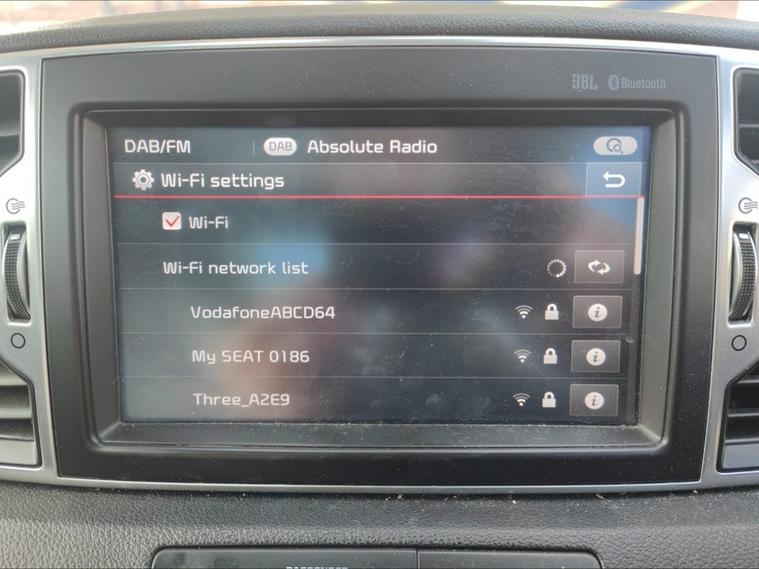 JBL Bluetooth
DAB/FM DAB Absolute Radio
Wi-Fi settings
Wi-Fi
Wi-Fi network list
VodafoneABCD64
My SEAT 0186
Three_A2E9
PASSENGER